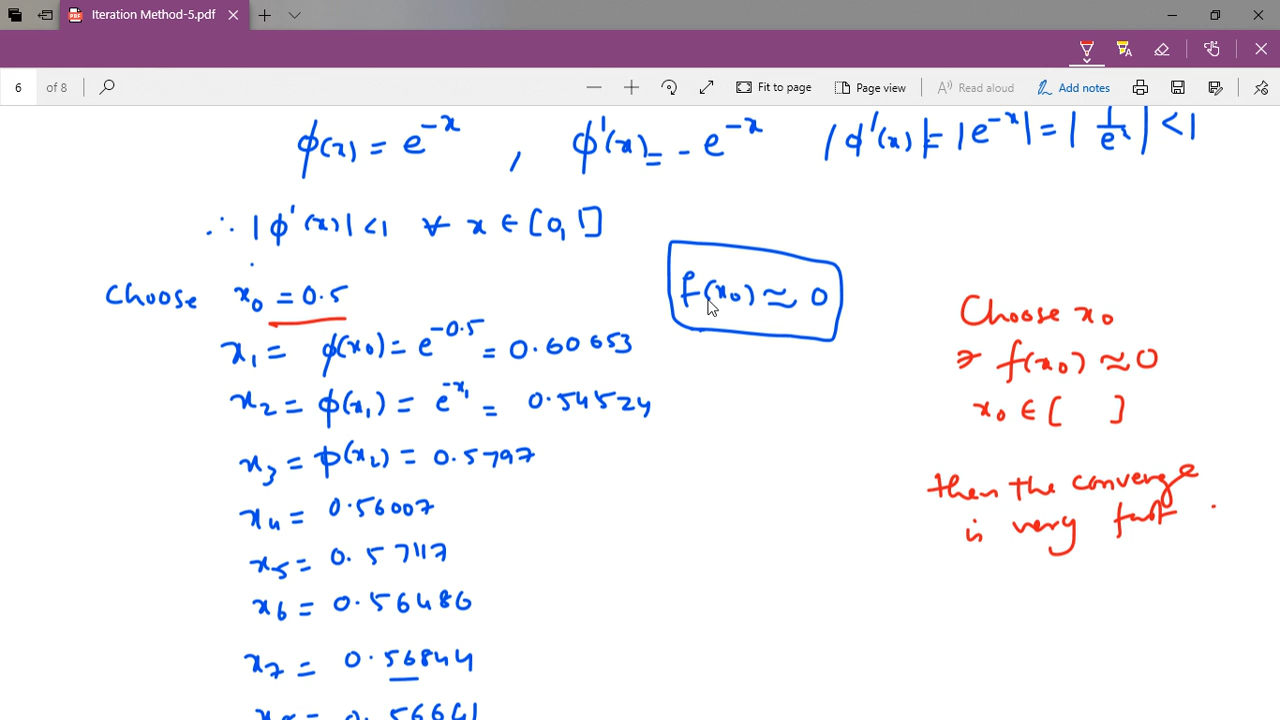 Iteration Method-5.pdf
6 of 8 Fit to page Page view Read aloud Add notes
φ(x) = e^{-x} , φ'(x) = - e^{-x} |φ'(x)| = |e^{-x}| = |1/e^x| < 1
∴ |φ'(x)| < 1 ∀ x ∈ [0,1]
f(x₀) ≈ 0
Choose x₀ = 0.5
x₁ = φ(x₀) = e^{-0.5} = 0.60653
x₂ = φ(x₁) = e^{-x₁} = 0.54524
x₃ = φ(x₂) = 0.5797
x₄ = 0.56007
x₅ = 0.57117
x₆ = 0.56486
x₇ = 0.56844
x₈ = 0.56641
Choose x₀
∋ f(x₀) ≈ 0
x₀ ∈ [ ]
then the converge
is very fast .